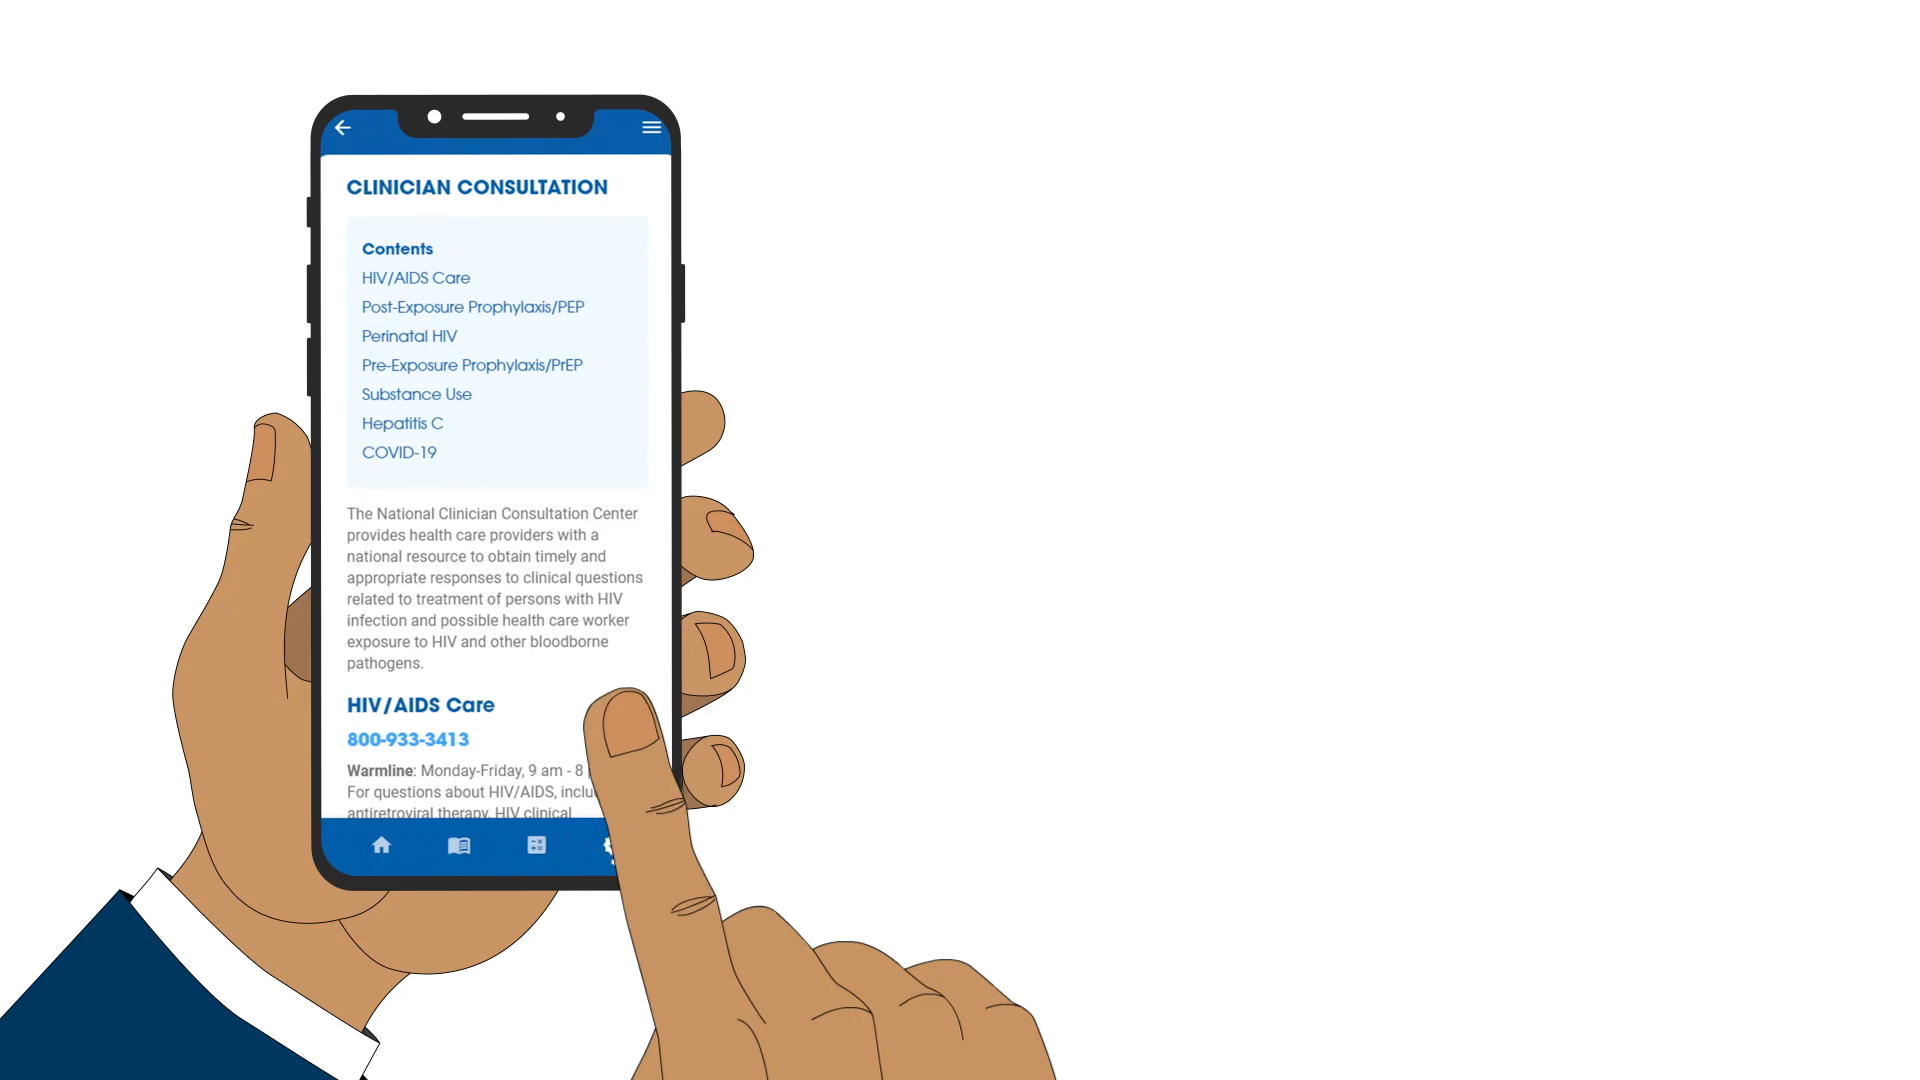 CLINICIAN CONSULTATION
Contents
HIV/AIDS Care
Post-Exposure Prophylaxis/PEP
Perinatal HIV
Pre-Exposure Prophylaxis/PrEP
Substance Use
Hepatitis C
COVID-19
The National Clinician Consultation Center
provides health care providers with a
national resource to obtain timely and
appropriate responses to clinical questions
related to treatment of persons with HIV
infection and possible health care worker
exposure to HIV and other bloodborne
pathogens.
HIV/AIDS Care
800-933-3413
Warmline: Monday-Friday, 9 am - 8
For questions about HIV/AIDS,
antiretroviral therapy, HIV clinical